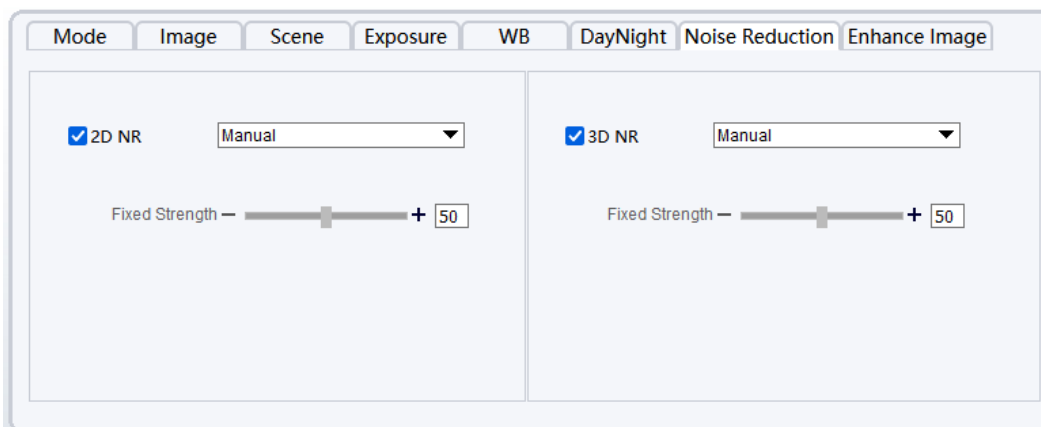 Mode Image Scene Exposure WB DayNight Noise Reduction Enhance Image
2D NR Manual
Fixed Strength − + 50
3D NR Manual
Fixed Strength − + 50